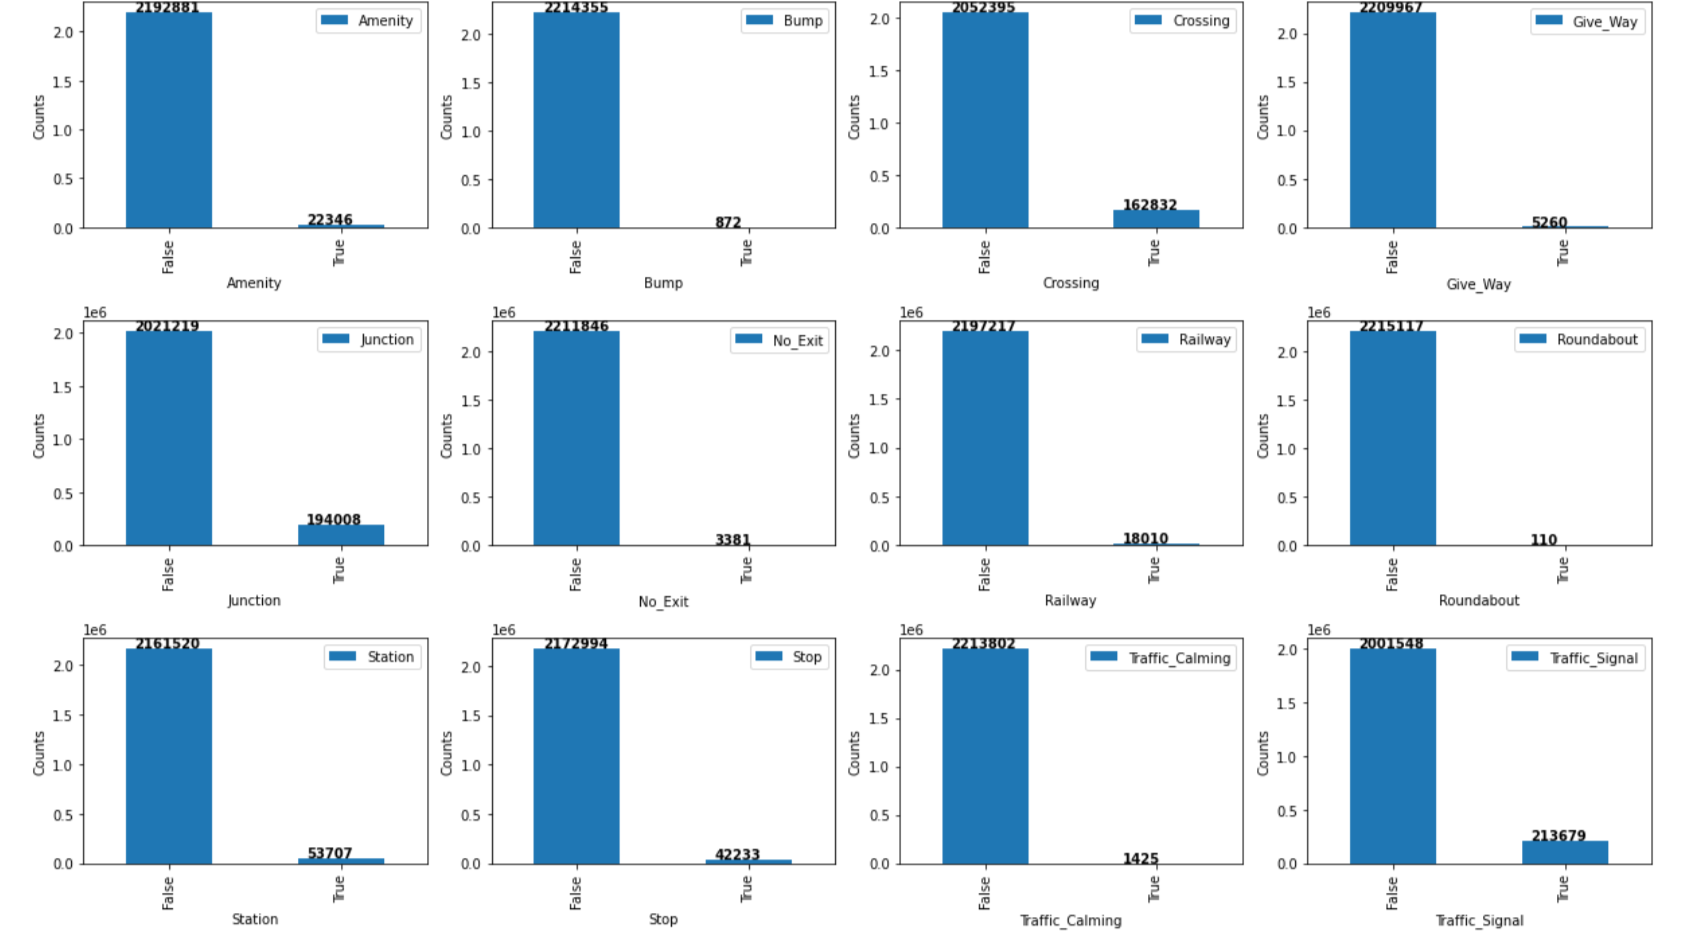 2192881
Amenity
2.0
1.5
1.0
0.5
0.0
Counts
22346
False
True
Amenity
2214355
Bump
2.0
1.5
1.0
0.5
0.0
Counts
872
False
True
Bump
2052395
Crossing
2.0
1.5
1.0
0.5
0.0
Counts
162832
False
True
Crossing
2209967
Give_Way
2.0
1.5
1.0
0.5
0.0
Counts
5260
False
True
Give_Way
1e6
2021219
Junction
2.0
1.5
1.0
0.5
0.0
Counts
194008
False
True
Junction
1e6
2211846
No_Exit
2.0
1.5
1.0
0.5
0.0
Counts
3381
False
True
No_Exit
1e6
2197217
Railway
2.0
1.5
1.0
0.5
0.0
Counts
18010
False
True
Railway
1e6
2215117
Roundabout
2.0
1.5
1.0
0.5
0.0
Counts
110
False
True
Roundabout
1e6
2161520
Station
2.0
1.5
1.0
0.5
0.0
Counts
53707
False
True
Station
1e6
2172994
Stop
2.0
1.5
1.0
0.5
0.0
Counts
42233
False
True
Stop
1e6
2213802
Traffic_Calming
2.0
1.5
1.0
0.5
0.0
Counts
1425
False
True
Traffic_Calming
1e6
2001548
Traffic_Signal
2.0
1.5
1.0
0.5
0.0
Counts
213679
False
True
Traffic_Signal